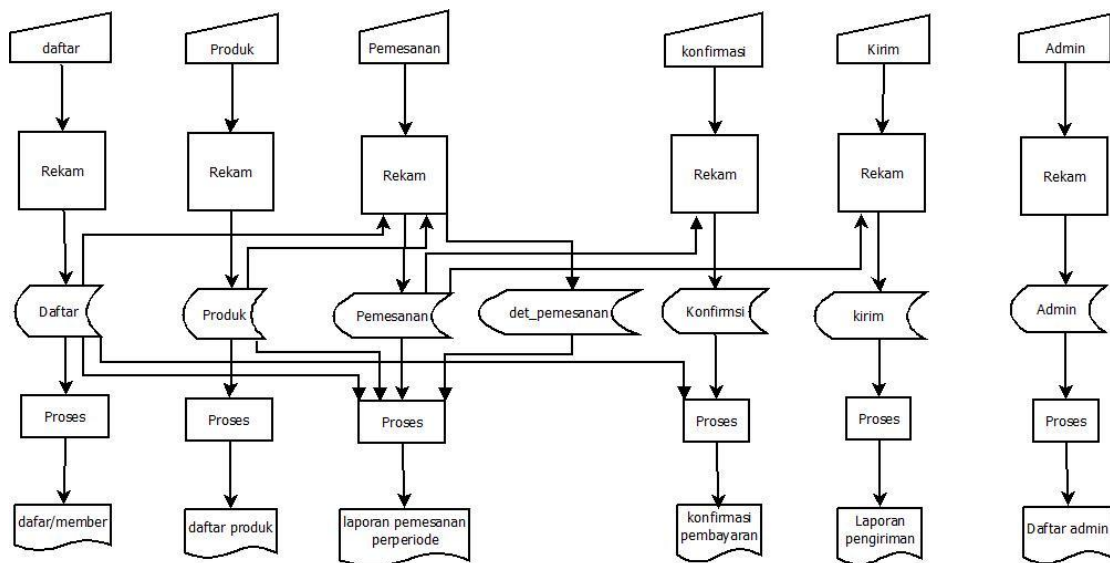 daftar
Produk
Pemesanan
konfirmasi
Kirim
Admin
Rekam
Rekam
Rekam
Rekam
Rekam
Rekam
Daftar
Produk
Pemesanan
det_pemesanan
Konfirmsi
kirim
Admin
Proses
Proses
Proses
Proses
Proses
Proses
dafar/member
daftar produk
laporan pemesanan
perperiode
konfirmasi
pembayaran
Laporan
pengiriman
Daftar admin